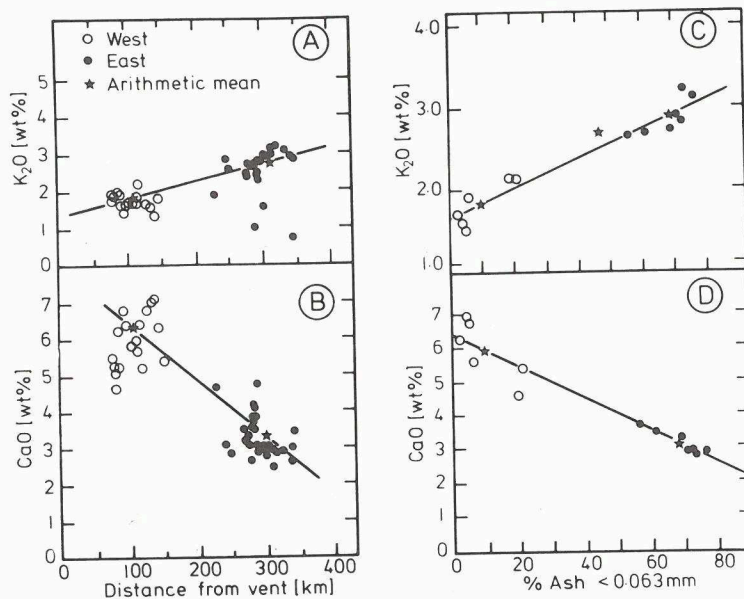 West
East
Arithmetic mean
A
K₂O [wt%]
5
4
3
2
1
0
B
CaO [wt%]
7
6
5
4
3
2
1
0
0 100 200 300 400
Distance from vent [km]
C
K₂O [wt%]
4.0
3.0
2.0
1.0
D
CaO [wt%]
7
6
5
4
3
2
1
0
0 20 40 60 80
% Ash <0.063mm